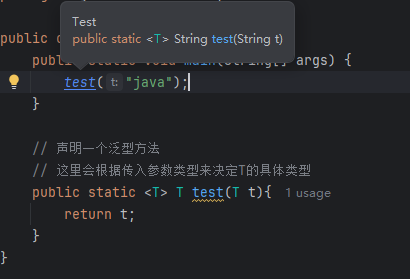 Test
public static <T> String test(String t)
public c
public static void main(String[] args) {
test( t: "java");
}
// 声明一个泛型方法
// 这里会根据传入参数类型来决定T的具体类型
public static <T> T test(T t){ 1 usage
return t;
}
}